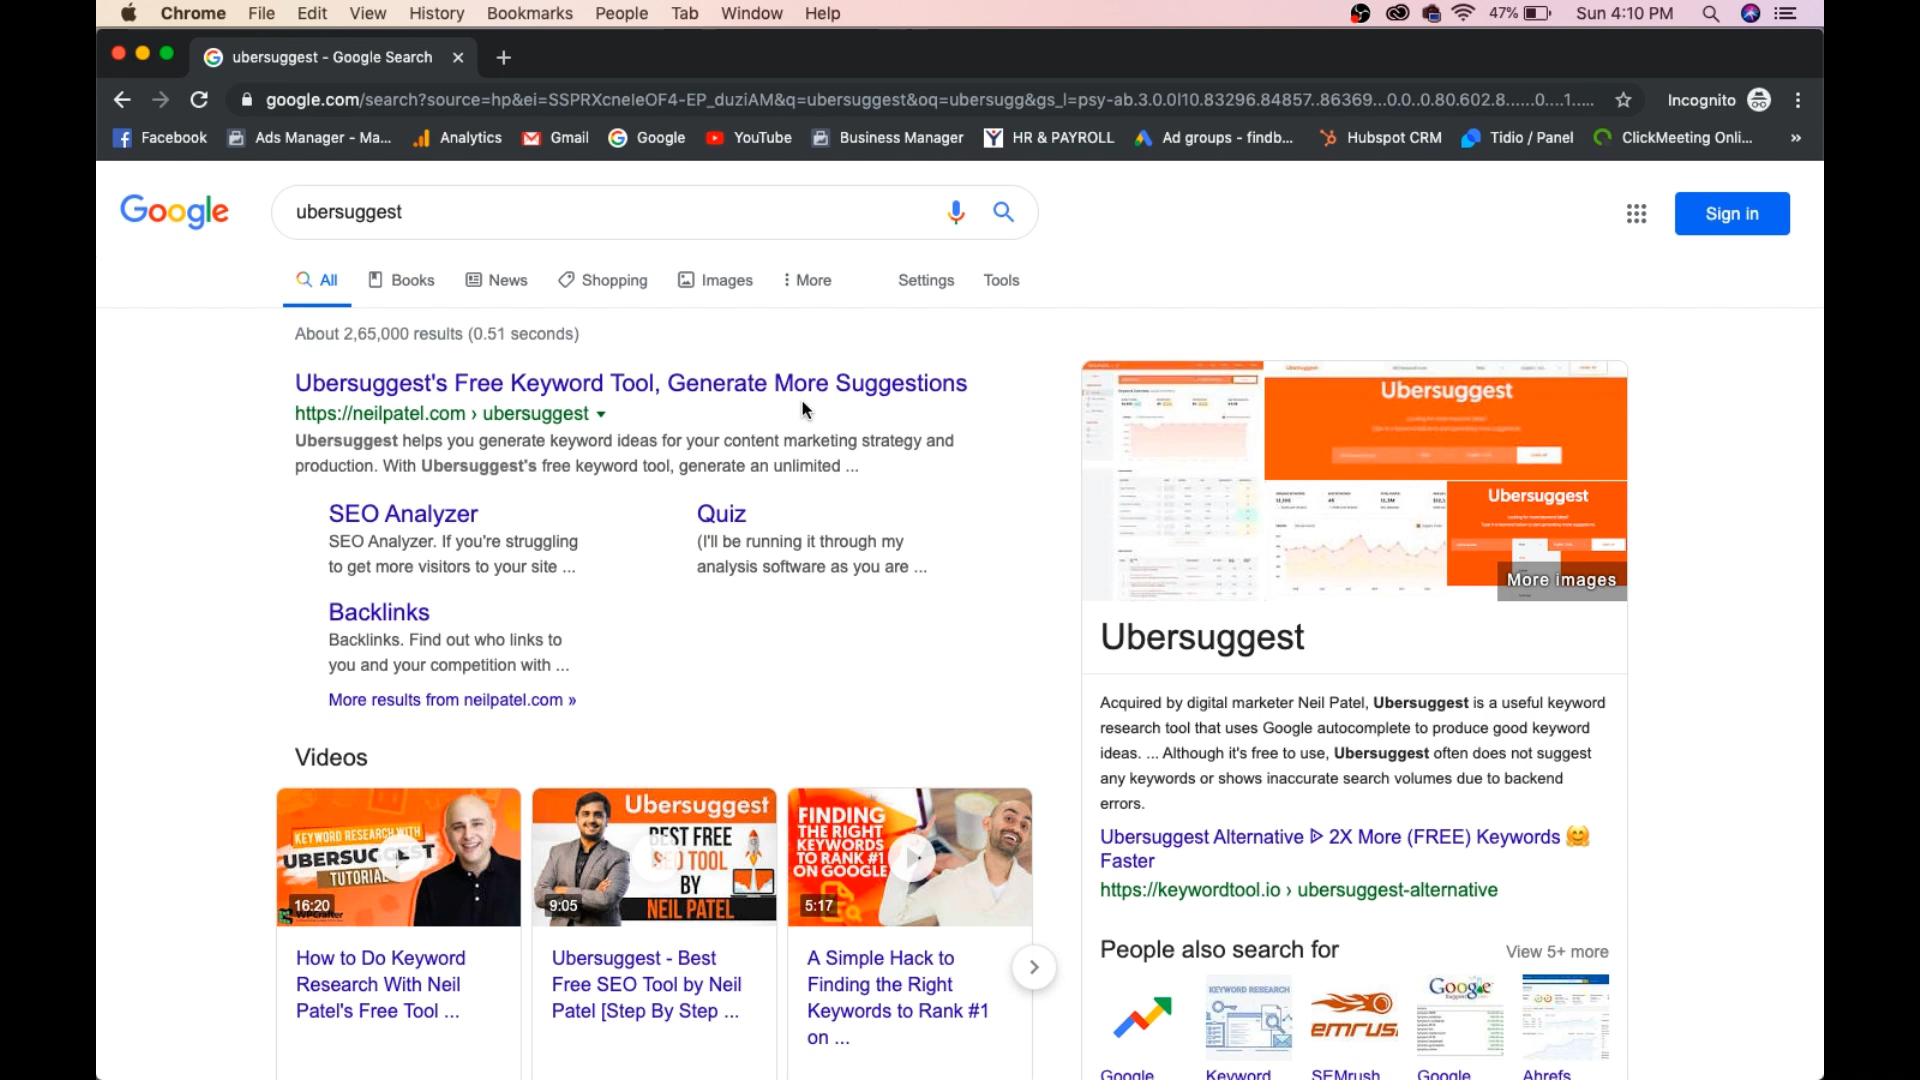 Chrome File Edit View History Bookmarks People Tab Window Help
47% Sun 4:10 PM
ubersuggest - Google Search
google.com/search?source=hp&ei=SSPRXcneIeOF4-EP_duziAM&q=ubersuggest&oq=ubersugg&gs_l=psy-ab.3.0.0l10.83296.84857..86369...0.0..0.80.602.8......0....1.....
Incognito
Facebook Ads Manager - Ma... Analytics Gmail Google YouTube Business Manager HR & PAYROLL Ad groups - findb... Hubspot CRM Tidio / Panel ClickMeeting Onli... »
Google
ubersuggest
Sign in
All Books News Shopping Images More Settings Tools
About 2,65,000 results (0.51 seconds)
Ubersuggest's Free Keyword Tool, Generate More Suggestions
https://neilpatel.com › ubersuggest
Ubersuggest helps you generate keyword ideas for your content marketing strategy and
production. With Ubersuggest's free keyword tool, generate an unlimited ...
SEO Analyzer
SEO Analyzer. If you're struggling
to get more visitors to your site ...
Quiz
(I'll be running it through my
analysis software as you are ...
Backlinks
Backlinks. Find out who links to
you and your competition with ...
More results from neilpatel.com »
Videos
KEYWORD RESEARCH WITH
TUTORIAL
16:20
WPCrafter
How to Do Keyword
Research With Neil
Patel's Free Tool ...
Ubersuggest
BEST FREE
SEO TOOL
BY
NEIL PATEL
9:05
Ubersuggest - Best
Free SEO Tool by Neil
Patel [Step By Step ...
FINDING
THE RIGHT
KEYWORDS
TO RANK #1
ON GOOGLE
5:17
A Simple Hack to
Finding the Right
Keywords to Rank #1
on ...
Ubersuggest
Ubersuggest
More images
Ubersuggest
Acquired by digital marketer Neil Patel, Ubersuggest is a useful keyword
research tool that uses Google autocomplete to produce good keyword
ideas. ... Although it's free to use, Ubersuggest often does not suggest
any keywords or shows inaccurate search volumes due to backend
errors.
Ubersuggest Alternative ᐅ 2X More (FREE) Keywords 🤗
Faster
https://keywordtool.io › ubersuggest-alternative
People also search for
View 5+ more
KEYWORD RESEARCH
emrus
Google
Google Keyword SEMrush Google Ahrefs